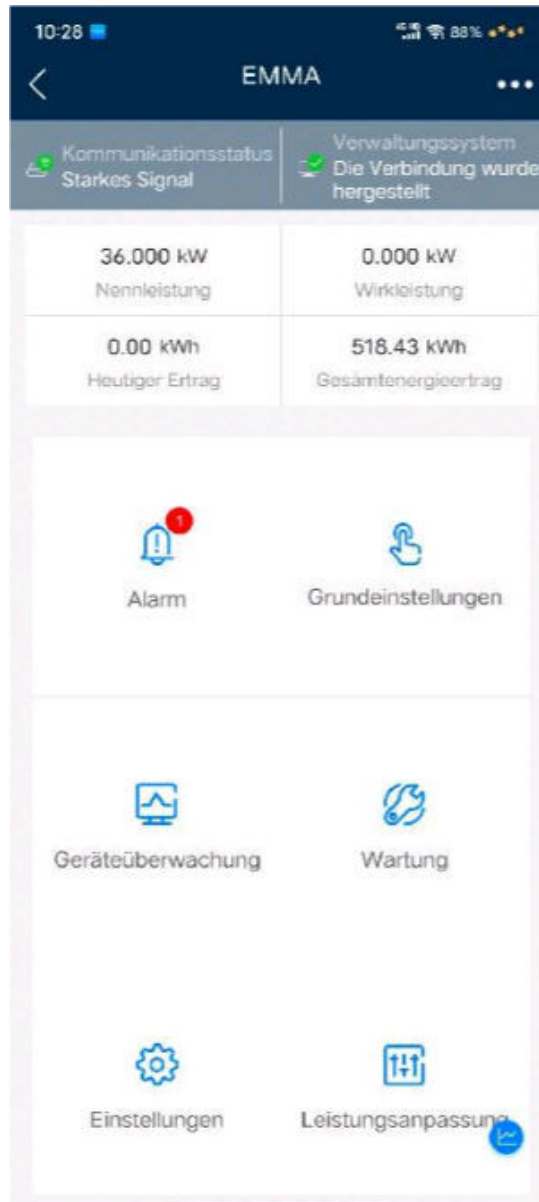 10:28
88%
EMMA
Kommunikationsstatus
Starkes Signal
Verwaltungssystem
Die Verbindung wurde
hergestellt
36.000 kW
Nennleistung
0.000 kW
Wirkleistung
0.00 kWh
Heutiger Ertrag
518.43 kWh
Gesamtenergieertrag
1
Alarm
Grundeinstellungen
Geräteüberwachung
Wartung
Einstellungen
Leistungsanpassung